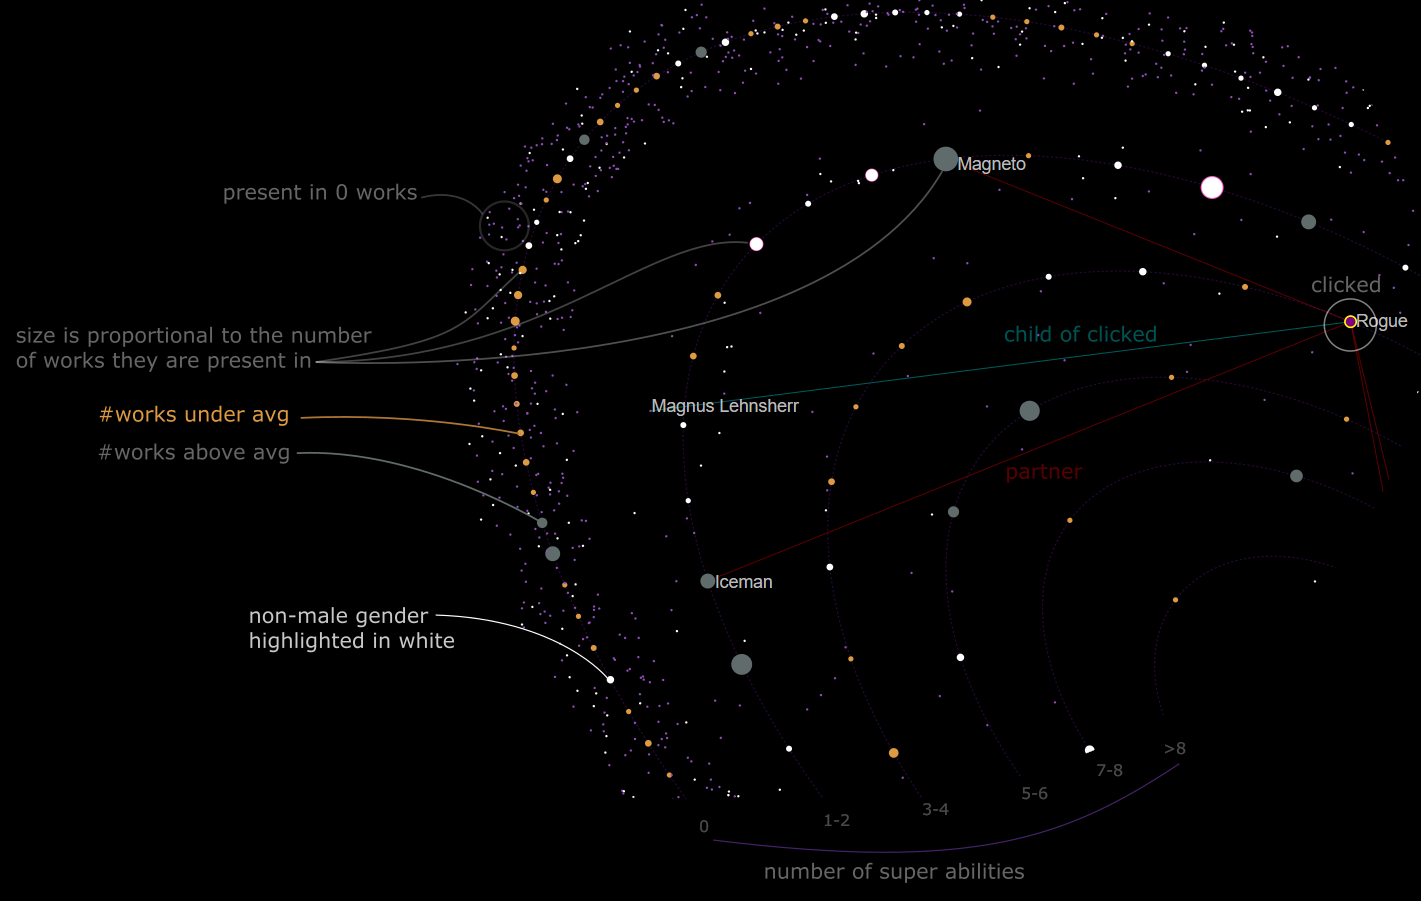 Magneto
present in 0 works
clicked
Rogue
size is proportional to the number
of works they are present in
child of clicked
Magnus Lehnsherr
#works under avg
#works above avg
partner
Iceman
non-male gender
highlighted in white
>8
7-8
5-6
3-4
1-2
0
number of super abilities